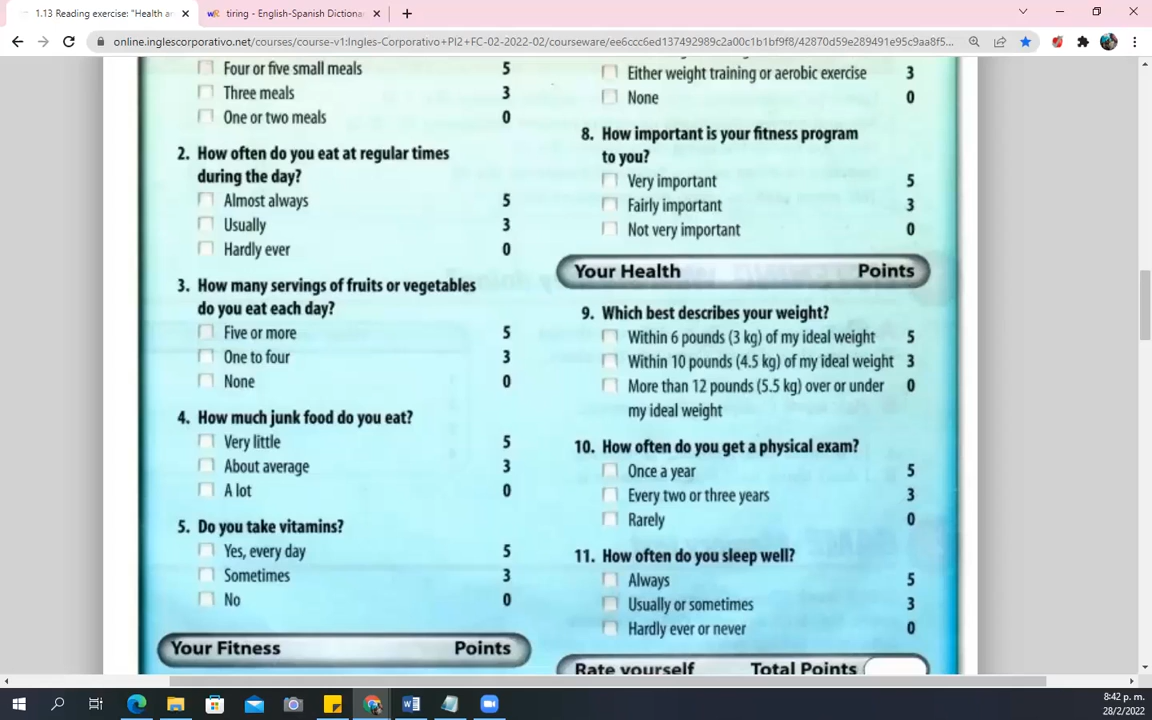 1.13 Reading exercise: "Health a
tiring - English-Spanish Dictiona
online.inglescorporativo.net/courses/course-v1:Ingles-Corporativo+PI2+FC-02-2022-02/courseware/ee6ccc6ed137492989c2a00c1b1bf9f8/42870d59e289491e95c9aa8f5...
Four or five small meals 5
Three meals 3
One or two meals 0
2. How often do you eat at regular times
during the day?
Almost always 5
Usually 3
Hardly ever 0
3. How many servings of fruits or vegetables
do you eat each day?
Five or more 5
One to four 3
None 0
4. How much junk food do you eat?
Very little 5
About average 3
A lot 0
5. Do you take vitamins?
Yes, every day 5
Sometimes 3
No 0
Your Fitness Points
Either weight training or aerobic exercise 3
None 0
8. How important is your fitness program
to you?
Very important 5
Fairly important 3
Not very important 0
Your Health Points
9. Which best describes your weight?
Within 6 pounds (3 kg) of my ideal weight 5
Within 10 pounds (4.5 kg) of my ideal weight 3
More than 12 pounds (5.5 kg) over or under 0
my ideal weight
10. How often do you get a physical exam?
Once a year 5
Every two or three years 3
Rarely 0
11. How often do you sleep well?
Always 5
Usually or sometimes 3
Hardly ever or never 0
Rate yourself Total Points
8:42 p. m.
28/2/2022